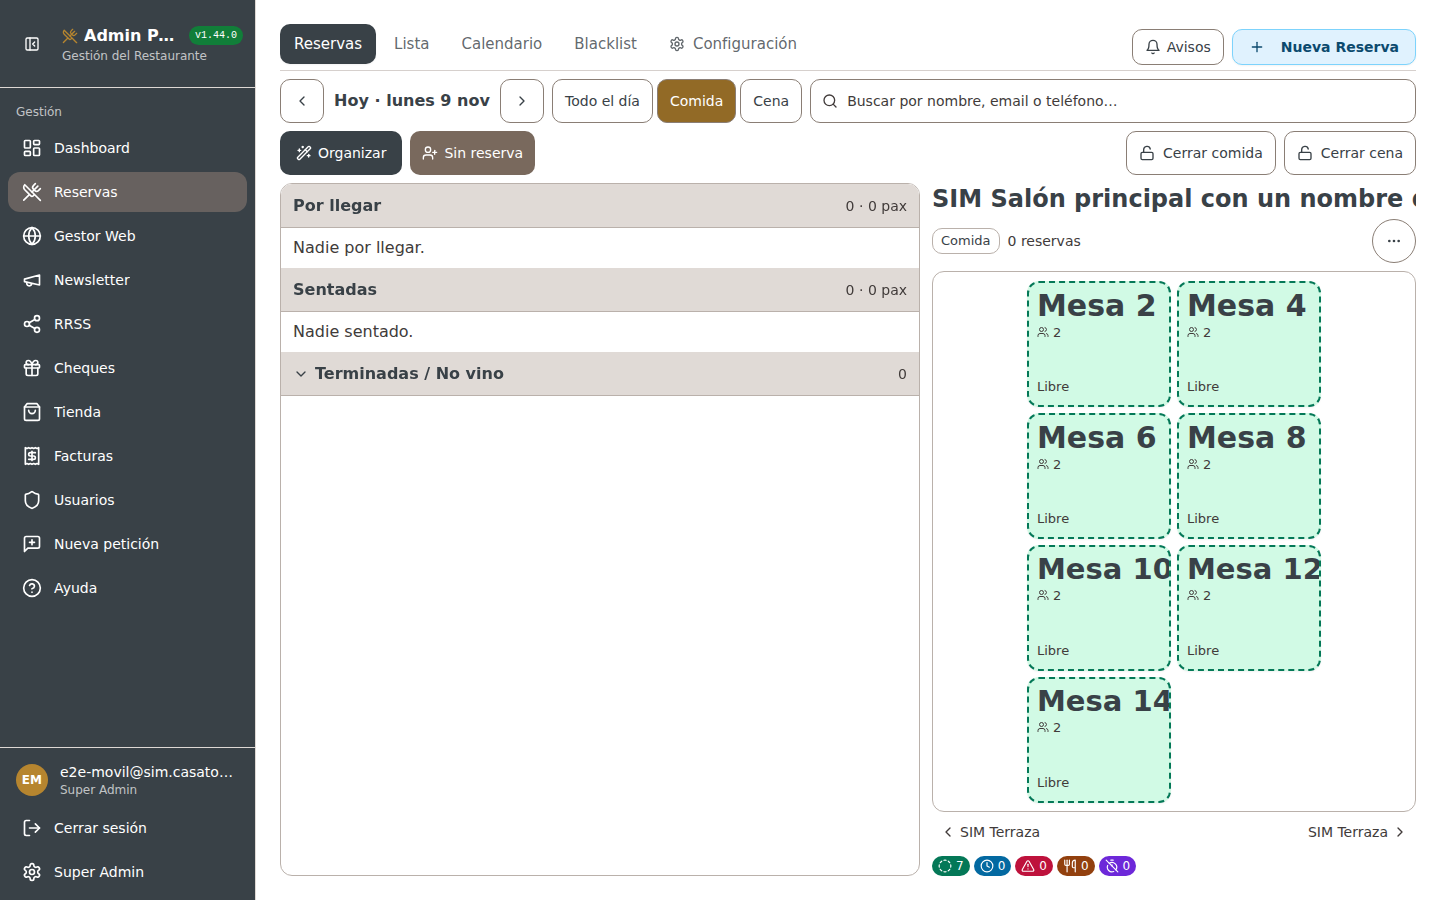 Admin P...
v1.44.0
Gestión del Restaurante
Gestión
Dashboard
Reservas
Gestor Web
Newsletter
RRSS
Cheques
Tienda
Facturas
Usuarios
Nueva petición
Ayuda
EM
e2e-movil@sim.casato...
Super Admin
Cerrar sesión
Super Admin
Reservas
Lista
Calendario
Blacklist
Configuración
Avisos
Nueva Reserva
Hoy · lunes 9 nov
Todo el día
Comida
Cena
Buscar por nombre, email o teléfono...
Organizar
Sin reserva
Cerrar comida
Cerrar cena
Por llegar
0 · 0 pax
Nadie por llegar.
Sentadas
0 · 0 pax
Nadie sentado.
Terminadas / No vino
0
SIM Salón principal con un nombre
Comida
0 reservas
Mesa 2
2
Libre
Mesa 4
2
Libre
Mesa 6
2
Libre
Mesa 8
2
Libre
Mesa 10
2
Libre
Mesa 12
2
Libre
Mesa 14
2
Libre
SIM Terraza
SIM Terraza
7
0
0
0
0